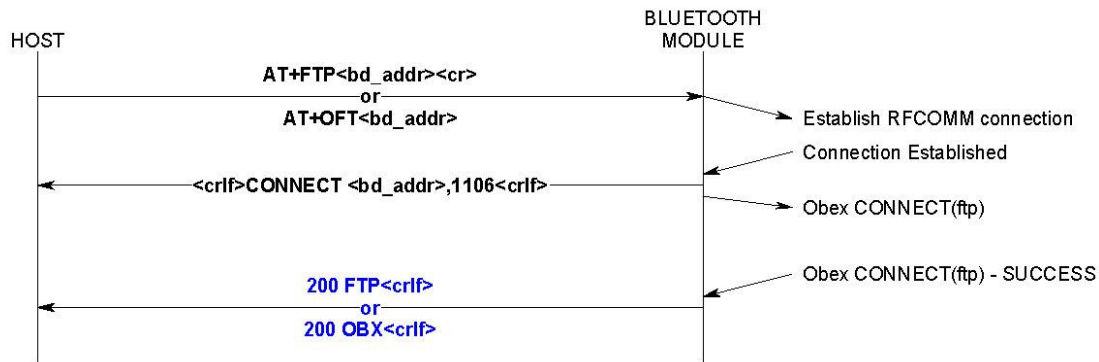 HOST
BLUETOOTH
MODULE
AT+FTP<bd_addr><cr>
or
AT+OFT<bd_addr>
Establish RFCOMM connection
Connection Established
<crlf>CONNECT <bd_addr>,1106<crlf>
Obex CONNECT(ftp)
Obex CONNECT(ftp) - SUCCESS
200 FTP<crlf>
or
200 OBX<crlf>